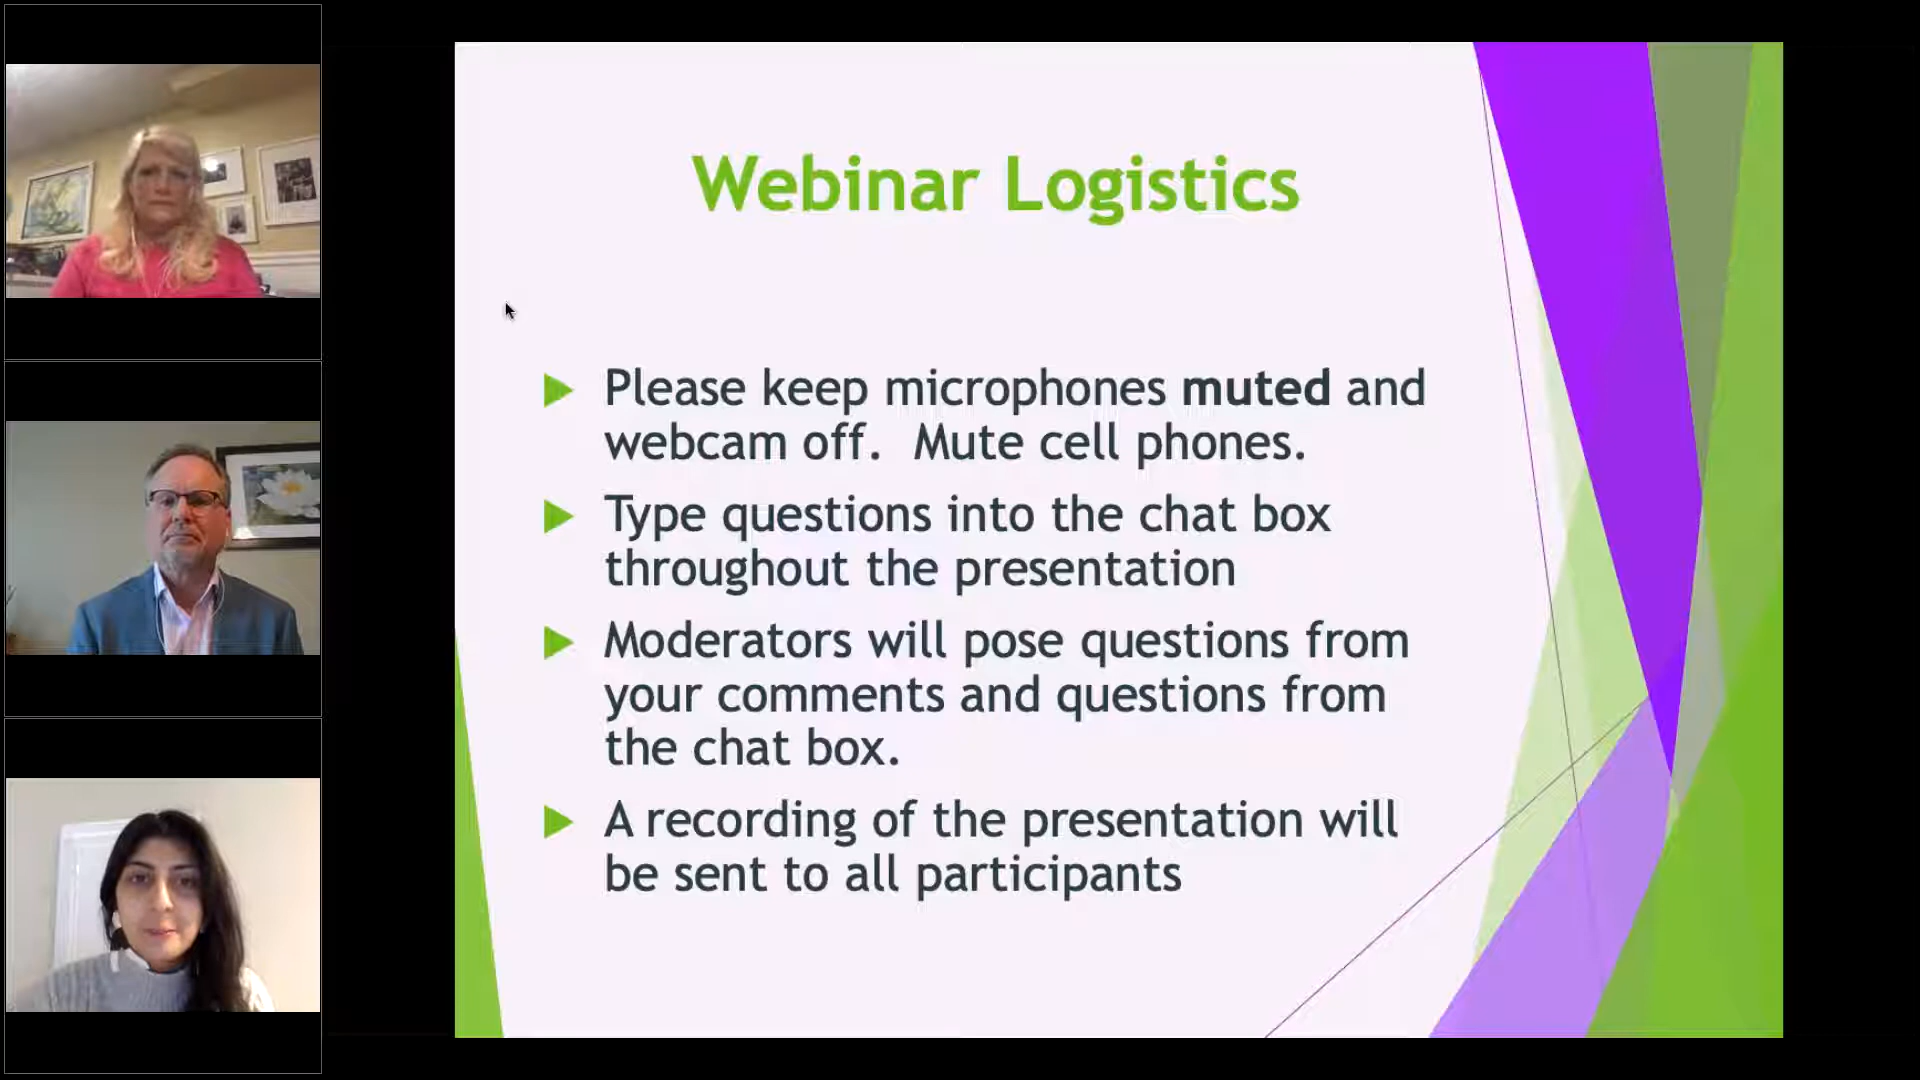 Webinar Logistics
Please keep microphones muted and
webcam off.  Mute cell phones.
Type questions into the chat box
throughout the presentation
Moderators will pose questions from
your comments and questions from
the chat box.
A recording of the presentation will
be sent to all participants